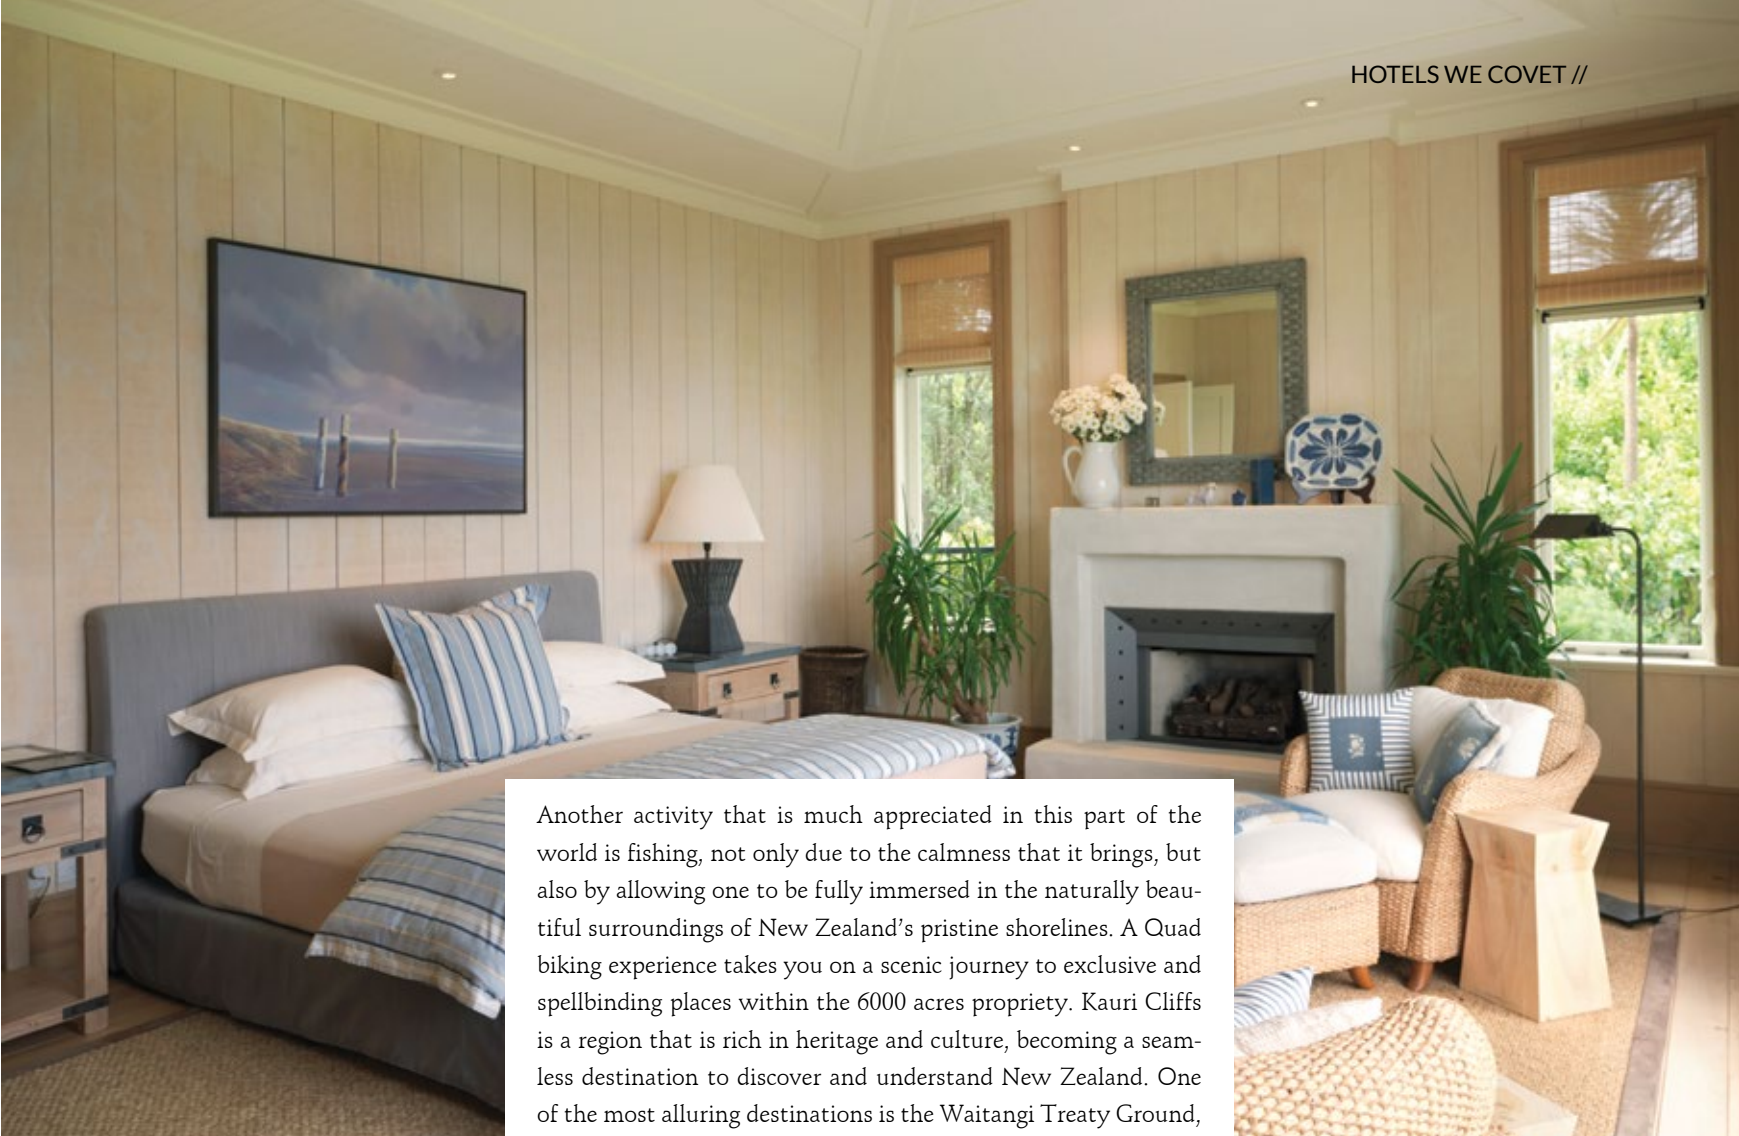 HOTELS WE COVET //
Another activity that is much appreciated in this part of the
world is fishing, not only due to the calmness that it brings, but
also by allowing one to be fully immersed in the naturally beau-
tiful surroundings of New Zealand’s pristine shorelines. A Quad
biking experience takes you on a scenic journey to exclusive and
spellbinding places within the 6000 acres propriety. Kauri Cliffs
is a region that is rich in heritage and culture, becoming a seam-
less destination to discover and understand New Zealand. One
of the most alluring destinations is the Waitangi Treaty Ground,